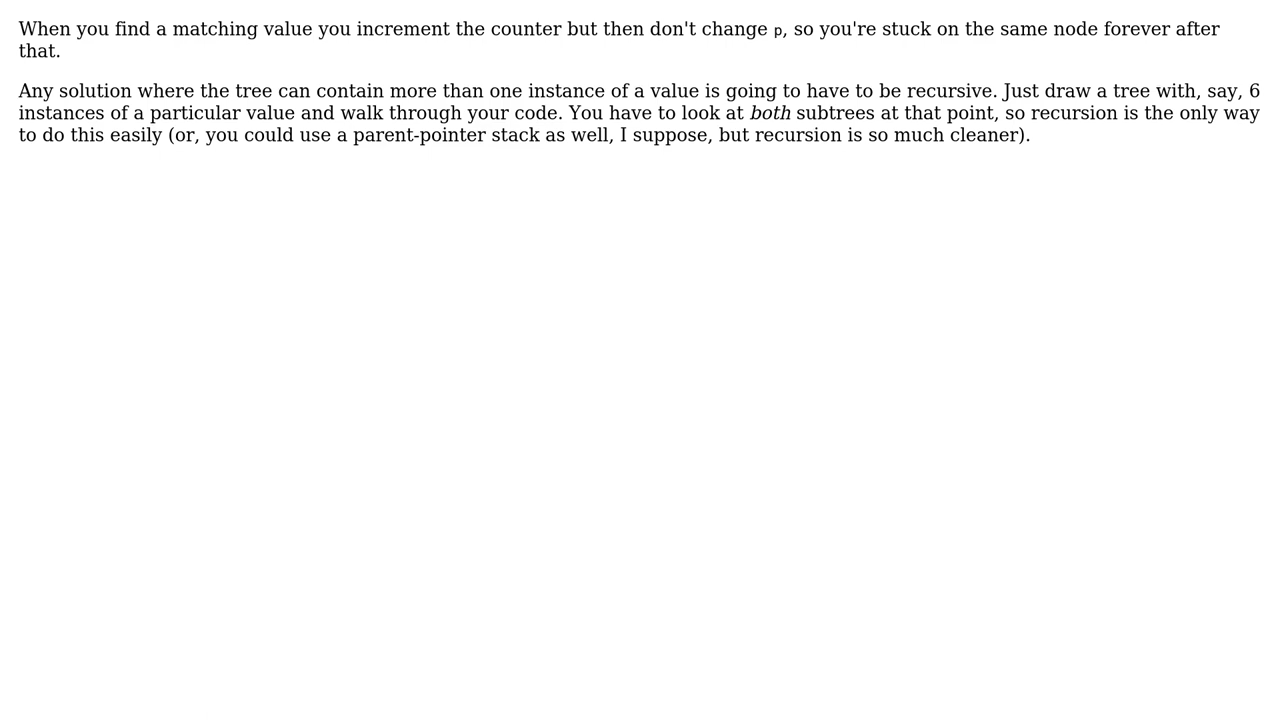 When you find a matching value you increment the counter but then don't change p, so you're stuck on the same node forever after
that.
Any solution where the tree can contain more than one instance of a value is going to have to be recursive. Just draw a tree with, say, 6
instances of a particular value and walk through your code. You have to look at both subtrees at that point, so recursion is the only way
to do this easily (or, you could use a parent-pointer stack as well, I suppose, but recursion is so much cleaner).